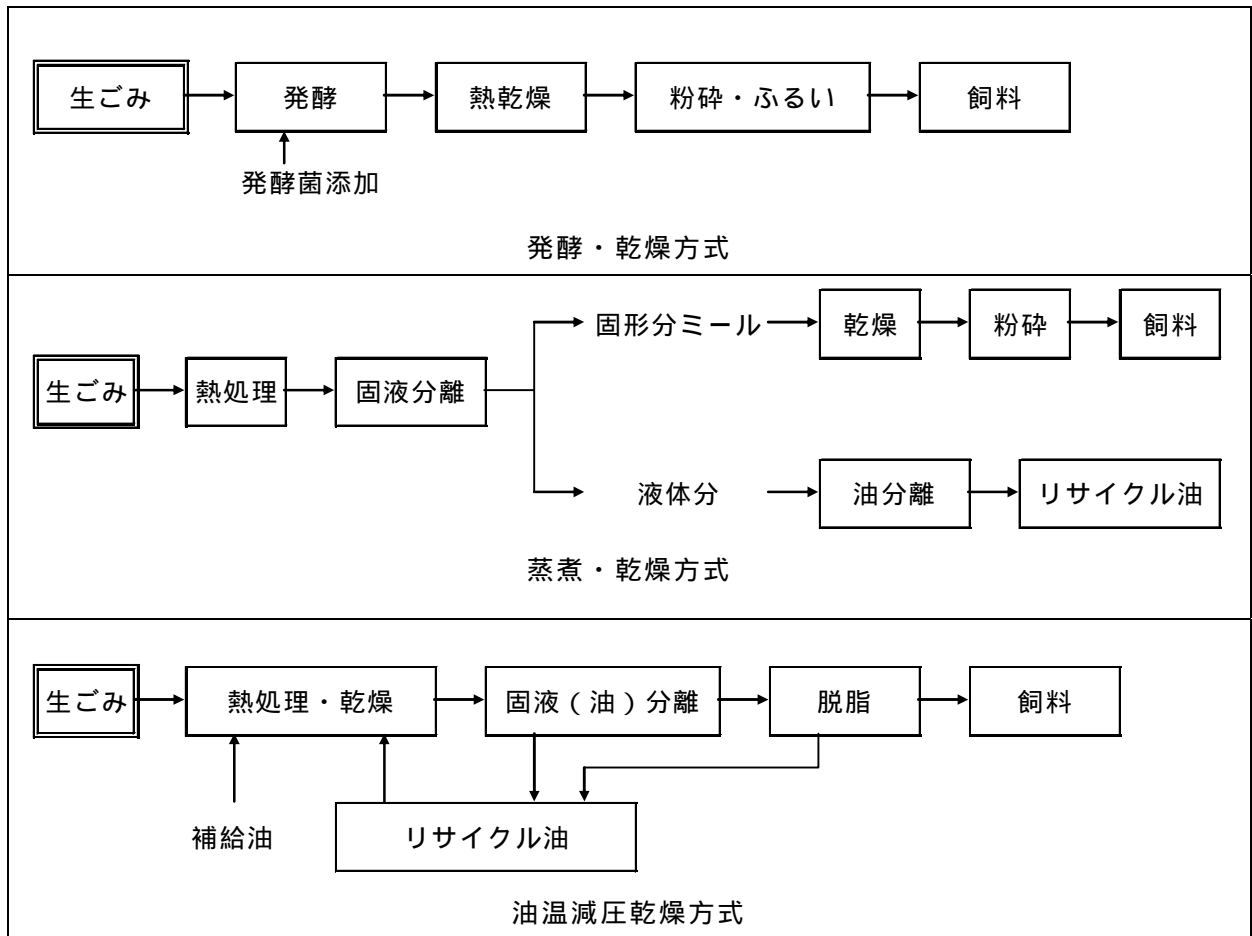 生ごみ
発酵
熱乾燥
粉砕・ふるい
飼料
発酵菌添加
発酵・乾燥方式
固形分ミール
乾燥
粉砕
飼料
生ごみ
熱処理
固液分離
液体分
油分離
リサイクル油
蒸煮・乾燥方式
生ごみ
熱処理・乾燥
固液(油)分離
脱脂
飼料
補給油
リサイクル油
油温減圧乾燥方式